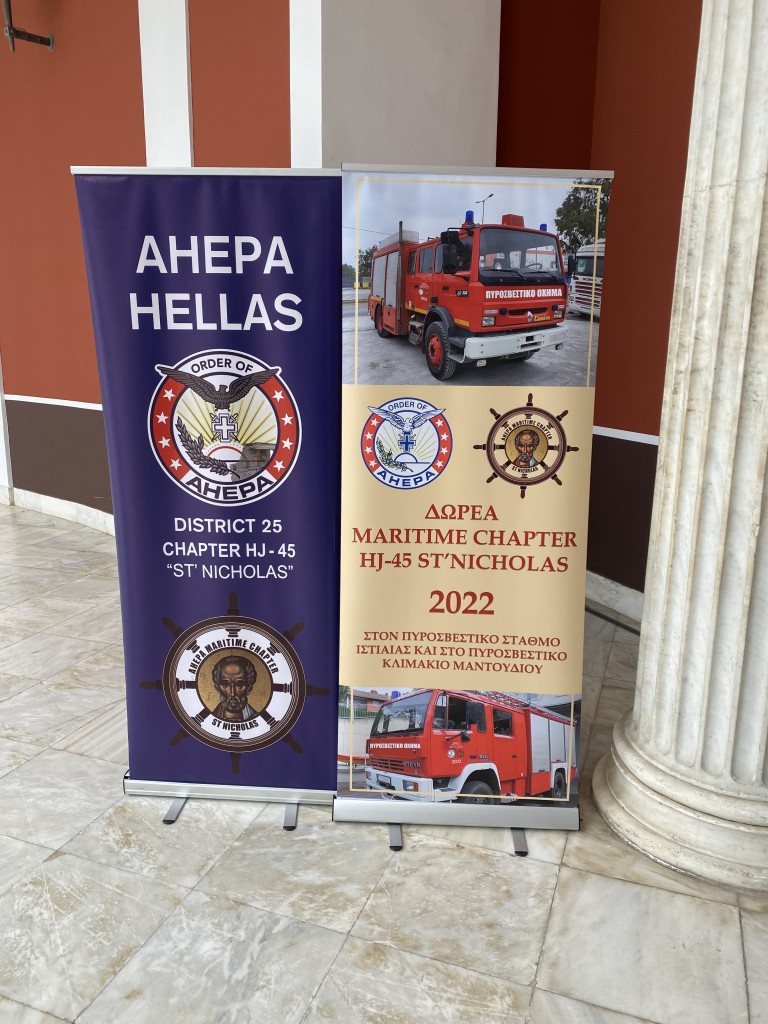 AHEPA
HELLAS
ORDER OF
AHEPA
DISTRICT 25
CHAPTER HJ - 45
“ST’ NICHOLAS”
AHEPA MARITIME CHAPTER
ST NICHOLAS
ΠΥΡΟΣΒΕΣΤΙΚΟ ΟΧΗΜΑ
ORDER OF
AHEPA
AHEPA MARITIME CHAPTER
ST NICHOLAS
ΔΩΡΕΑ
MARITIME CHAPTER
HJ-45 ST’NICHOLAS
2022
ΣΤΟΝ ΠΥΡΟΣΒΕΣΤΙΚΟ ΣΤΑΘΜΟ
ΙΣΤΙΑΙΑΣ ΚΑΙ ΣΤΟ ΠΥΡΟΣΒΕΣΤΙΚΟ
ΚΛΙΜΑΚΙΟ ΜΑΝΤΟΥΔΙΟΥ
ΠΥΡΟΣΒΕΣΤΙΚΟ ΟΧΗΜΑ
STEYR